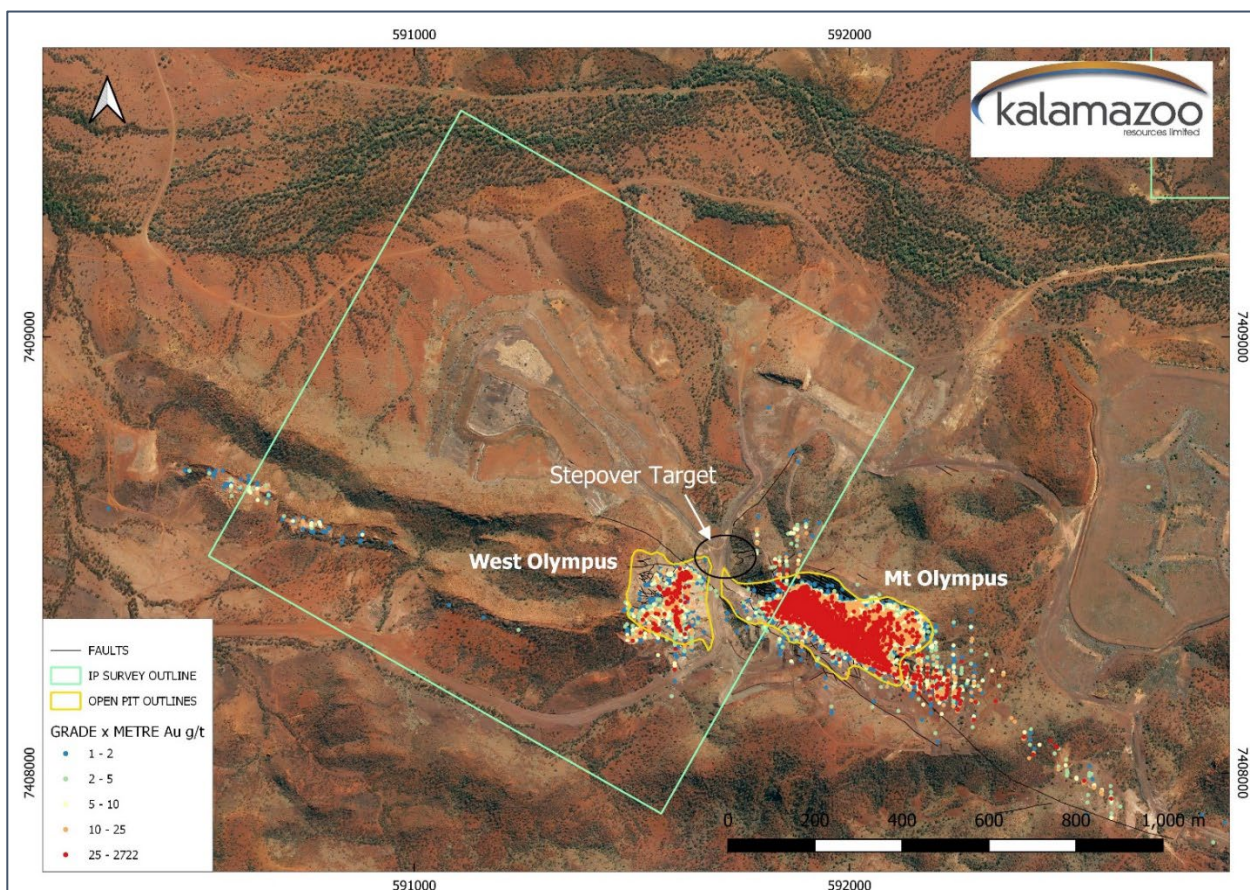 591000
592000
kalamazoo
resources limited
7409000
7409000
Stepover Target
West Olympus
Mt Olympus
FAULTS
IP SURVEY OUTLINE
OPEN PIT OUTLINES
GRADE x METRE Au g/t
1 - 2
2 - 5
5 - 10
10 - 25
25 - 2722
7408000
7408000
0
200
400
600
800
1,000 m
591000
592000